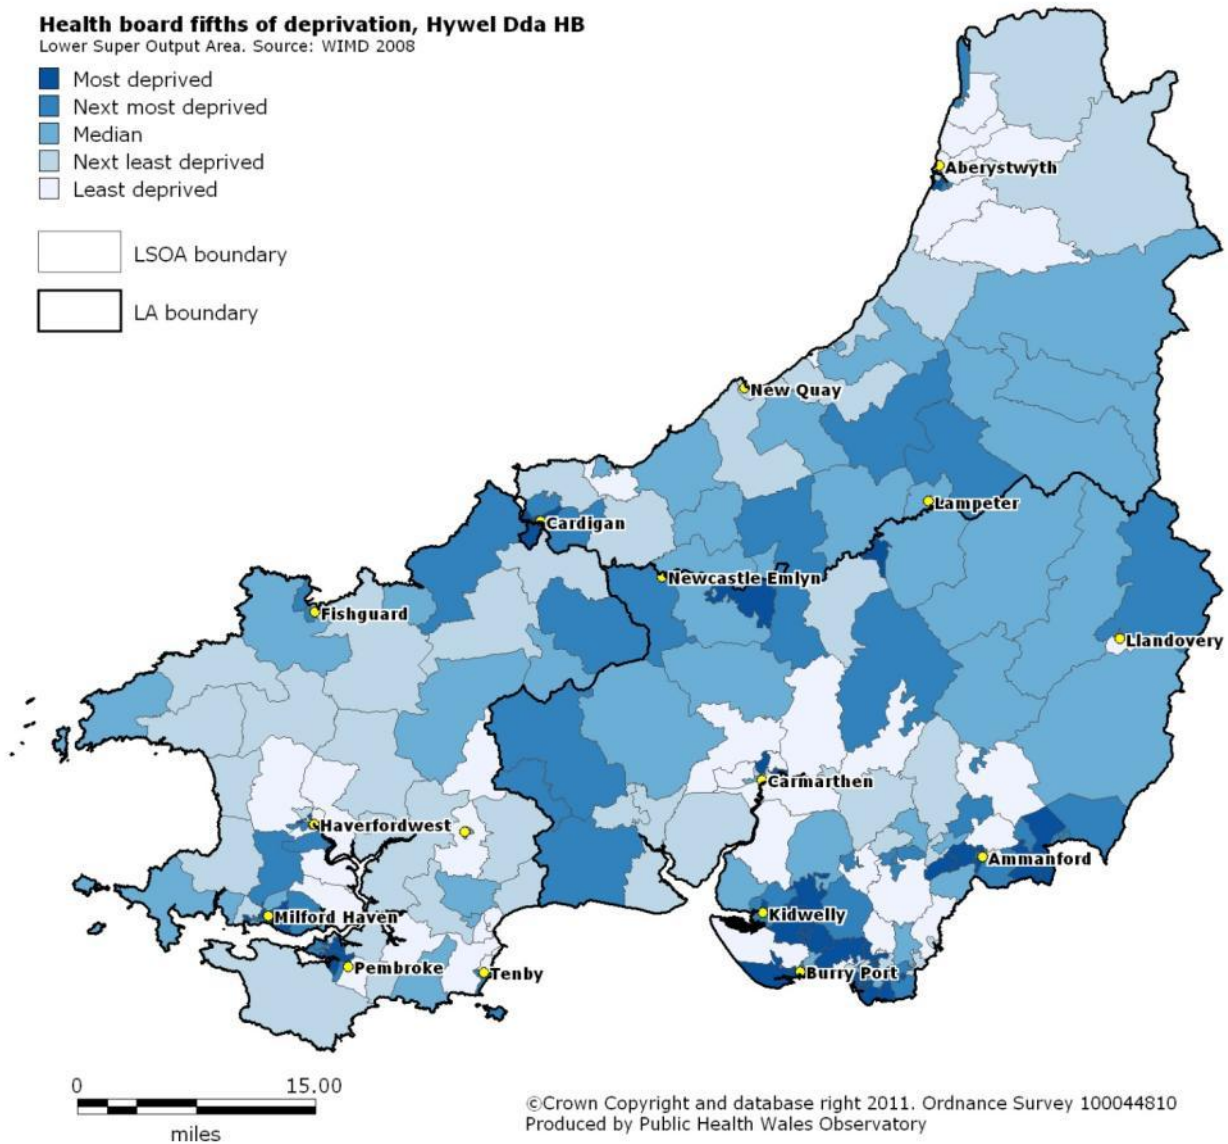 Health board fifths of deprivation, Hywel Dda HB
Lower Super Output Area. Source: WIMD 2008
Most deprived
Next most deprived
Median
Next least deprived
Least deprived
LSOA boundary
LA boundary
Aberystwyth
New Quay
Lampeter
Cardigan
Newcastle Emlyn
Fishguard
Llandovery
Carmarthen
Haverfordwest
Ammanford
Kidwelly
Milford Haven
Pembroke
Tenby
Burry Port
0 15.00
miles
©Crown Copyright and database right 2011. Ordnance Survey 100044810
Produced by Public Health Wales Observatory